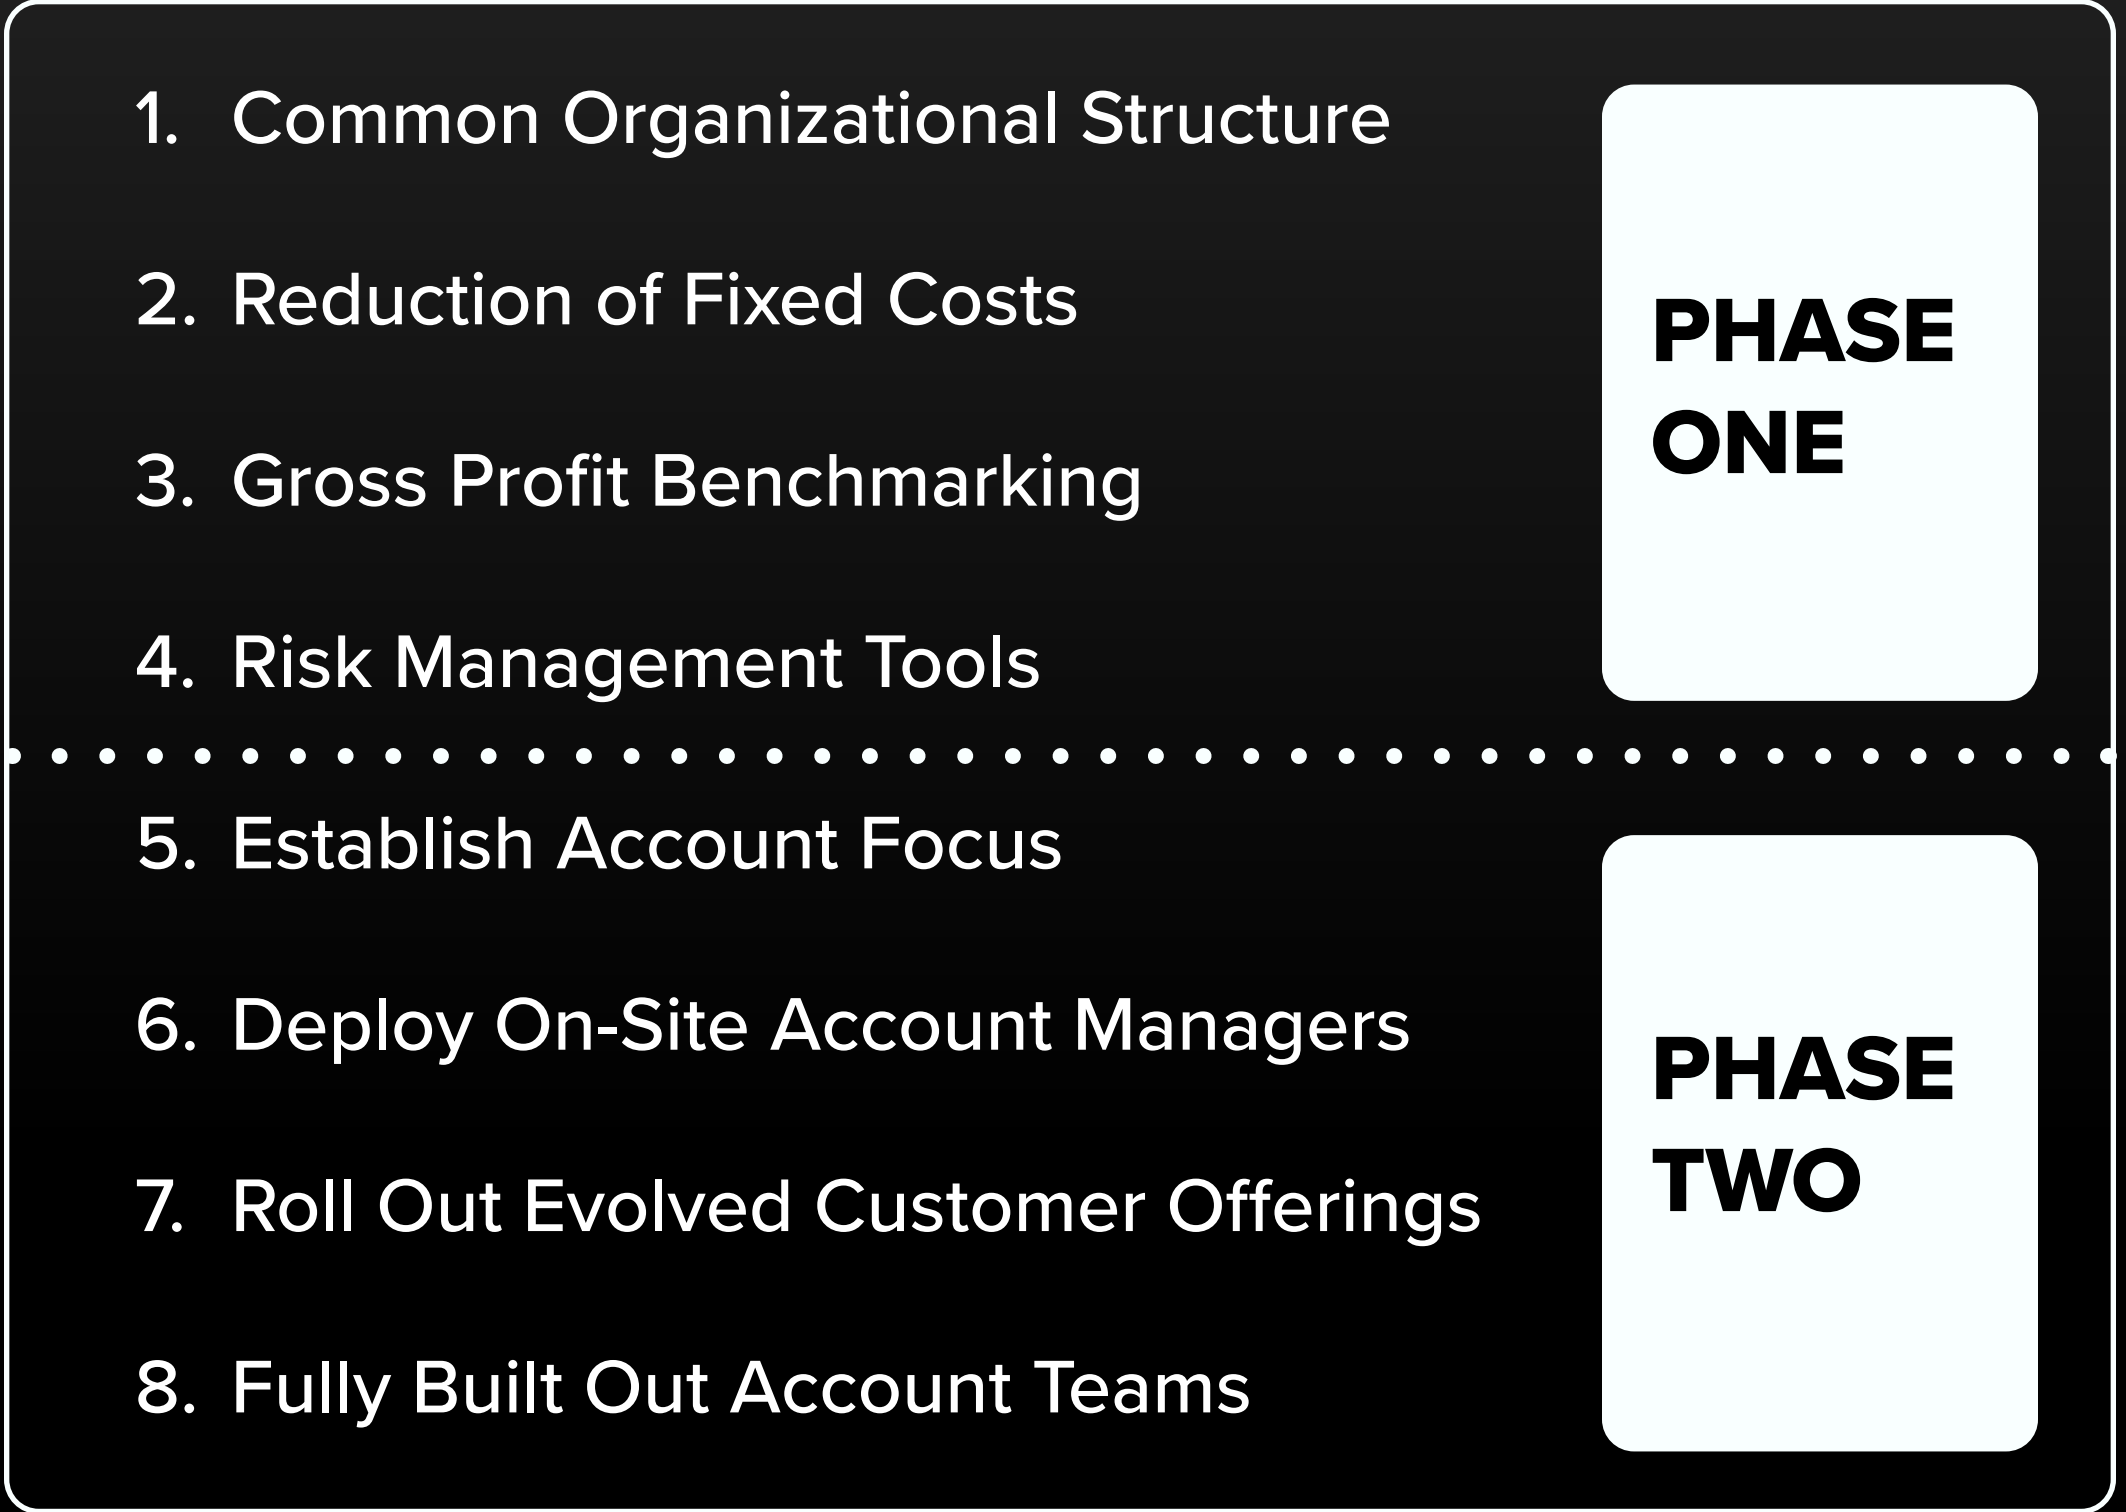 1. Common Organizational Structure
2. Reduction of Fixed Costs
3. Gross Profit Benchmarking
4. Risk Management Tools
PHASE
ONE
5. Establish Account Focus
6. Deploy On-Site Account Managers
7. Roll Out Evolved Customer Offerings
8. Fully Built Out Account Teams
PHASE
TWO